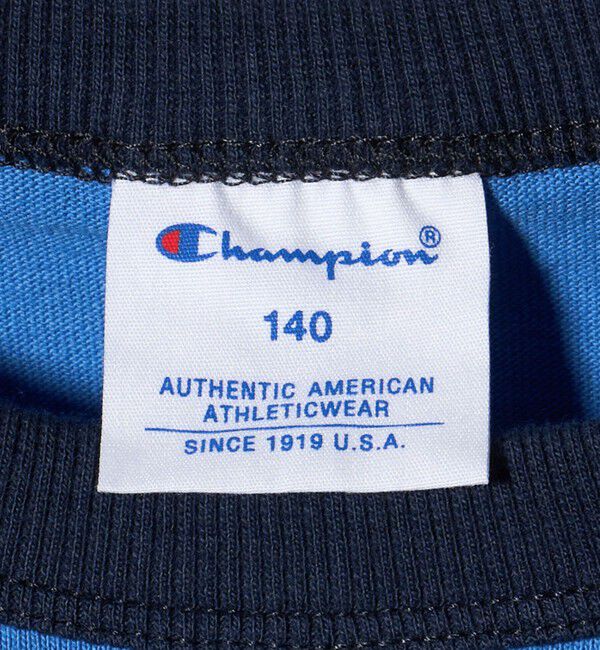 Champion®
140
AUTHENTIC AMERICAN
ATHLETICWEAR
SINCE 1919 U.S.A.